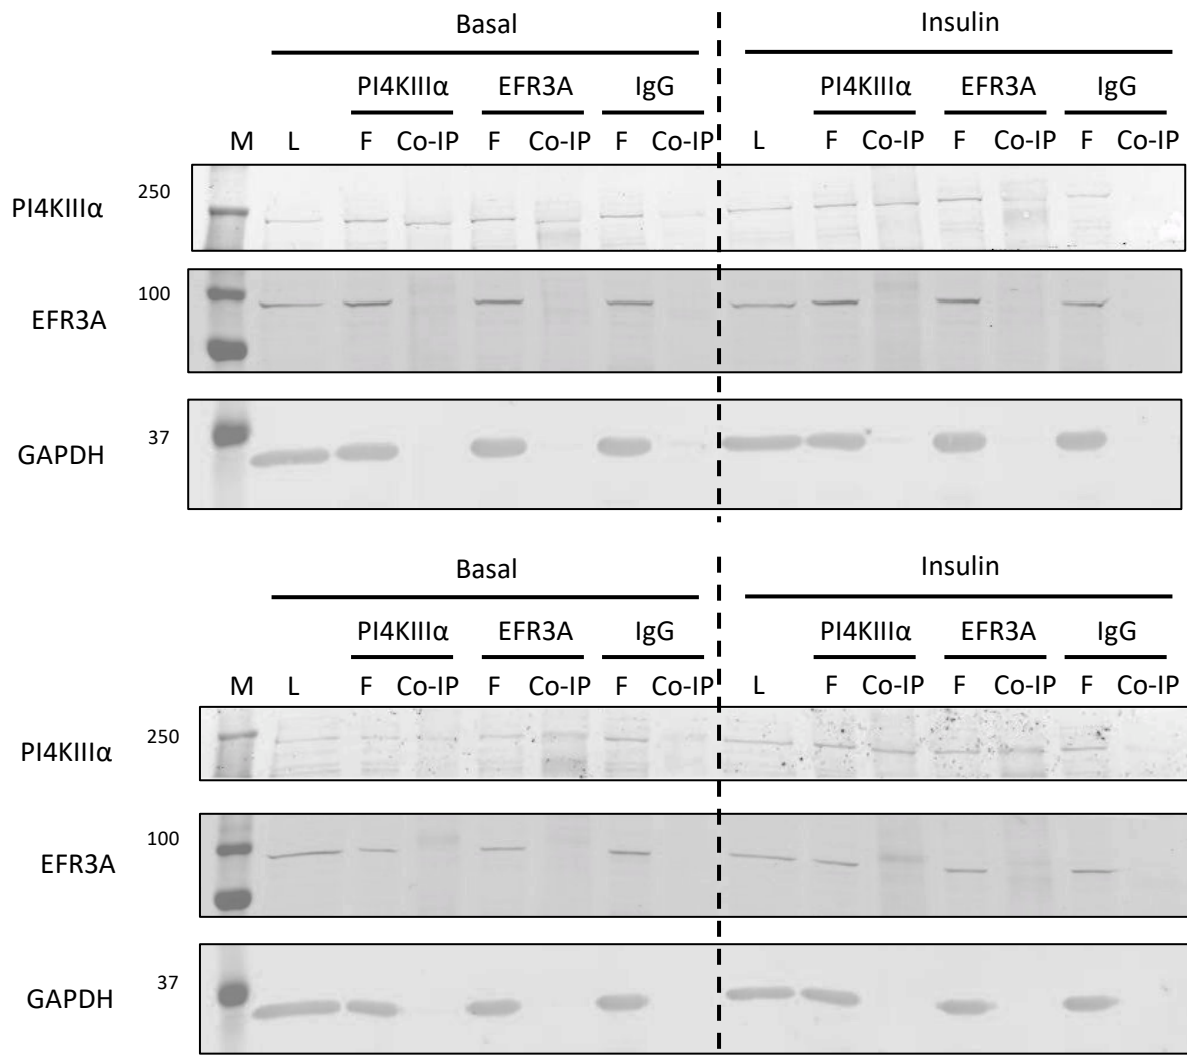 Basal Insulin
PI4KIIIα EFR3A IgG PI4KIIIα EFR3A IgG
M L F Co-IP F Co-IP F Co-IP L F Co-IP F Co-IP F Co-IP
PI4KIIIα 250
EFR3A 100
GAPDH 37
Basal Insulin
PI4KIIIα EFR3A IgG PI4KIIIα EFR3A IgG
M L F Co-IP F Co-IP F Co-IP L F Co-IP F Co-IP F Co-IP
PI4KIIIα 250
EFR3A 100
GAPDH 37